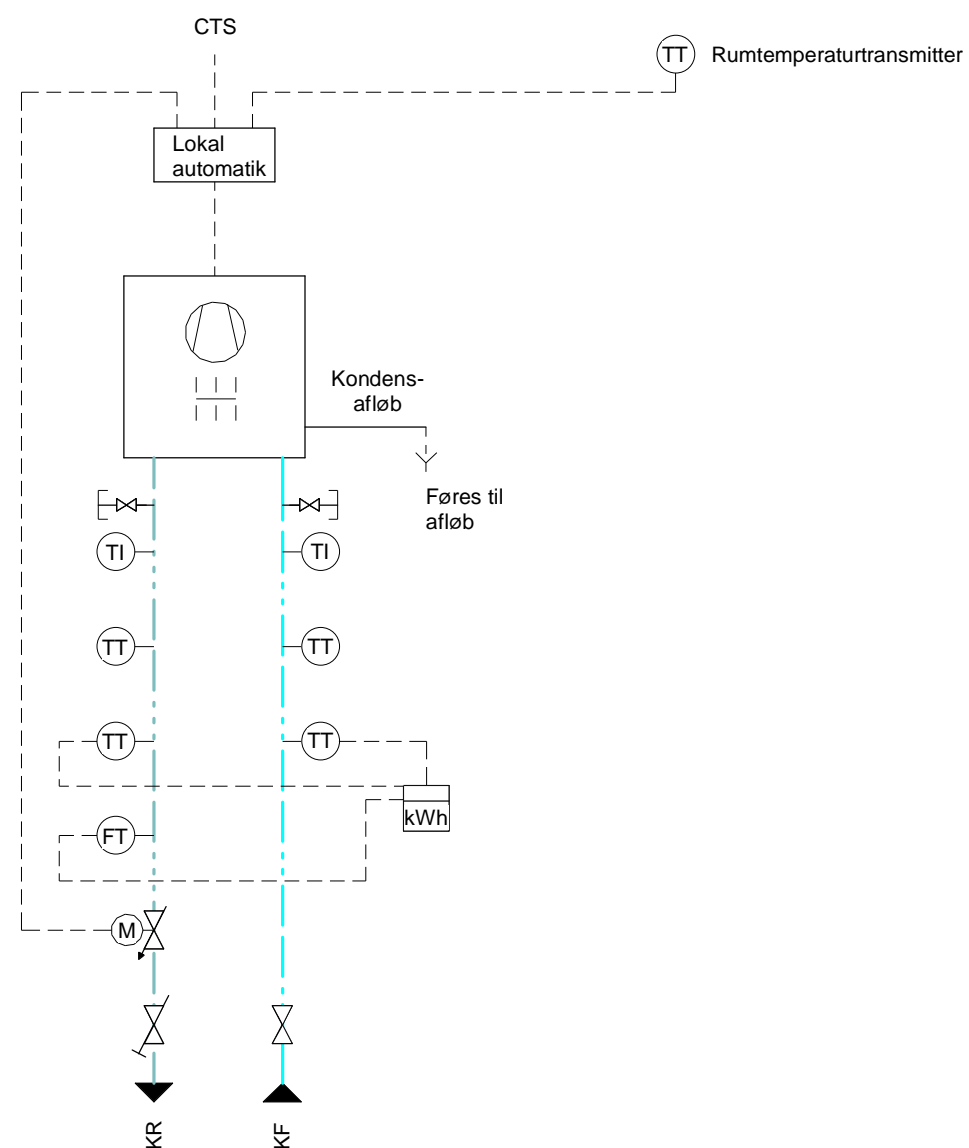 CTS
TT Rumtemperaturtransmitter
Lokal
automatik
Kondens-
afløb
Føres til
afløb
TI TI
TT TT
TT TT
kWh
FT
M
KR KF